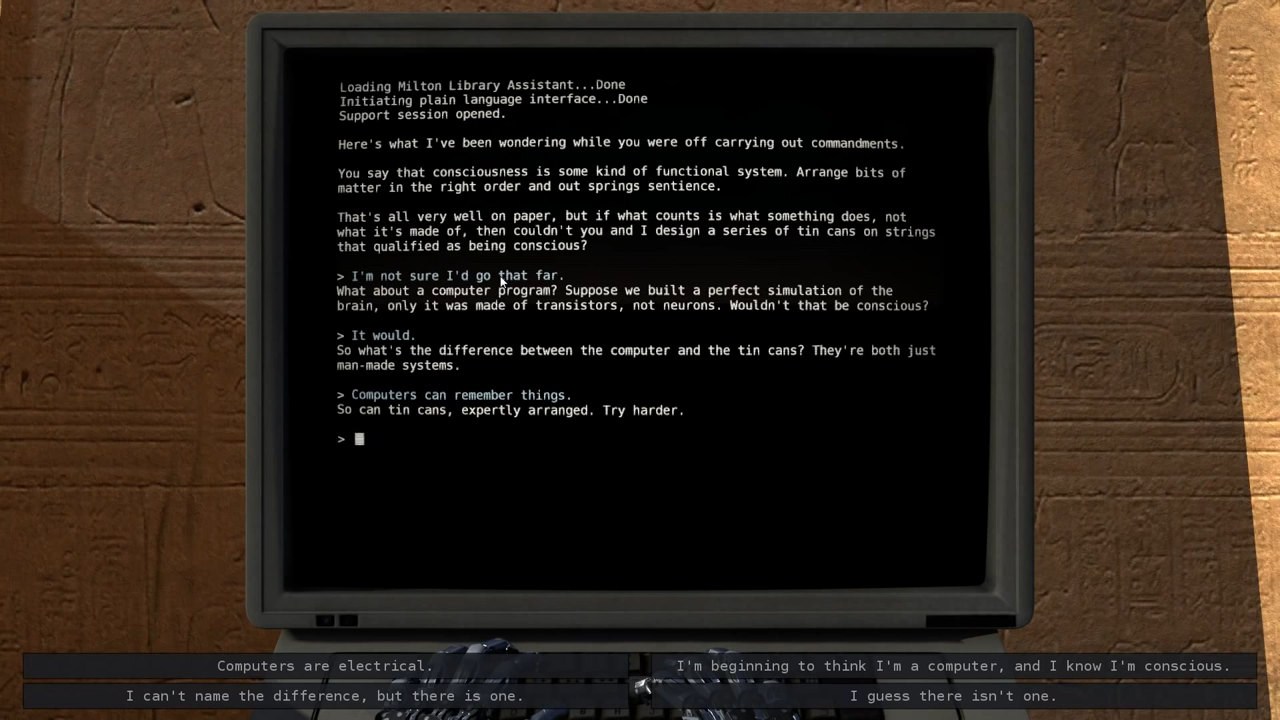 Loading Milton Library Assistant...Done
Initiating plain language interface...Done
Support session opened.
Here's what I've been wondering while you were off carrying out commandments.
You say that consciousness is some kind of functional system. Arrange bits of
matter in the right order and out springs sentience.
That's all very well on paper, but if what counts is what something does, not
what it's made of, then couldn't you and I design a series of tin cans on strings
that qualified as being conscious?
> I'm not sure I'd go that far.
What about a computer program? Suppose we built a perfect simulation of the
brain, only it was made of transistors, not neurons. Wouldn't that be conscious?
> It would.
So what's the difference between the computer and the tin cans? They're both just
man-made systems.
> Computers can remember things.
So can tin cans, expertly arranged. Try harder.
>
Computers are electrical.
I'm beginning to think I'm a computer, and I know I'm conscious.
I can't name the difference, but there is one.
I guess there isn't one.